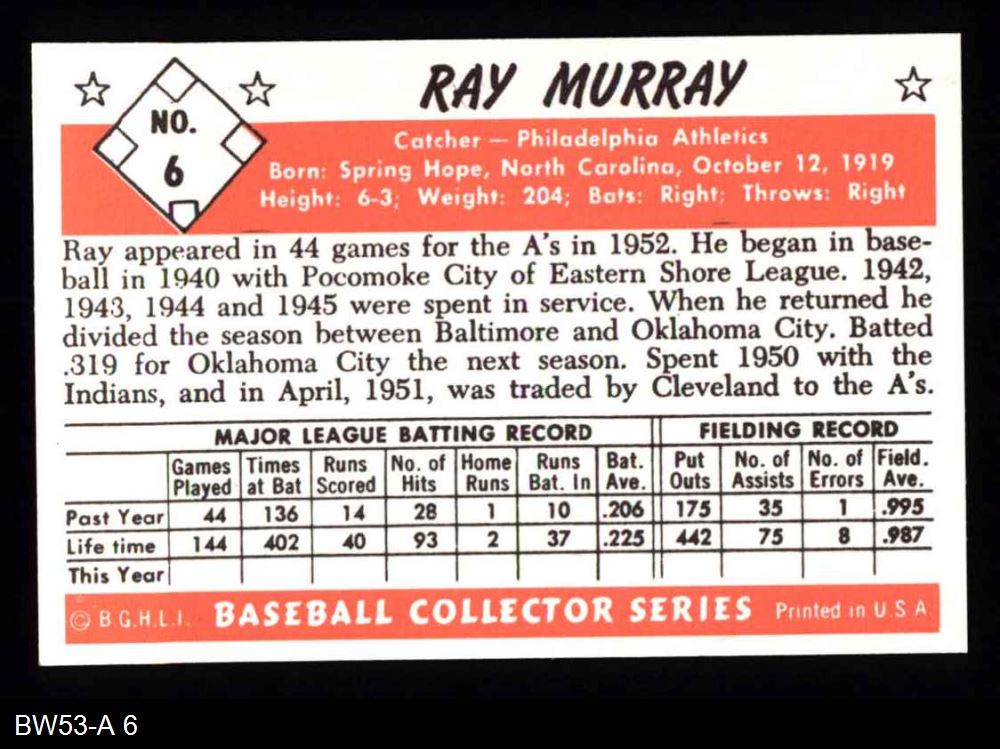 RAY MURRAY
NO.
6
Catcher — Philadelphia Athletics
Born: Spring Hope, North Carolina, October 12, 1919
Height: 6-3; Weight: 204; Bats: Right; Throws: Right
Ray appeared in 44 games for the A's in 1952. He began in base-
ball in 1940 with Pocomoke City of Eastern Shore League. 1942,
1943, 1944 and 1945 were spent in service. When he returned he
divided the season between Baltimore and Oklahoma City. Batted
.319 for Oklahoma City the next season. Spent 1950 with the
Indians, and in April, 1951, was traded by Cleveland to the A's.
MAJOR LEAGUE BATTING RECORD FIELDING RECORD
Games Times Runs No. of Home Runs Bat. Put No. of No. of Field.
Played at Bat Scored Hits Runs Bat. In Ave. Outs Assists Errors Ave.
Past Year 44 136 14 28 1 10 .206 175 35 1 .995
Life time 144 402 40 93 2 37 .225 442 75 8 .987
This Year
© B.G.H.L.I. BASEBALL COLLECTOR SERIES Printed in U.S.A
BW53-A 6